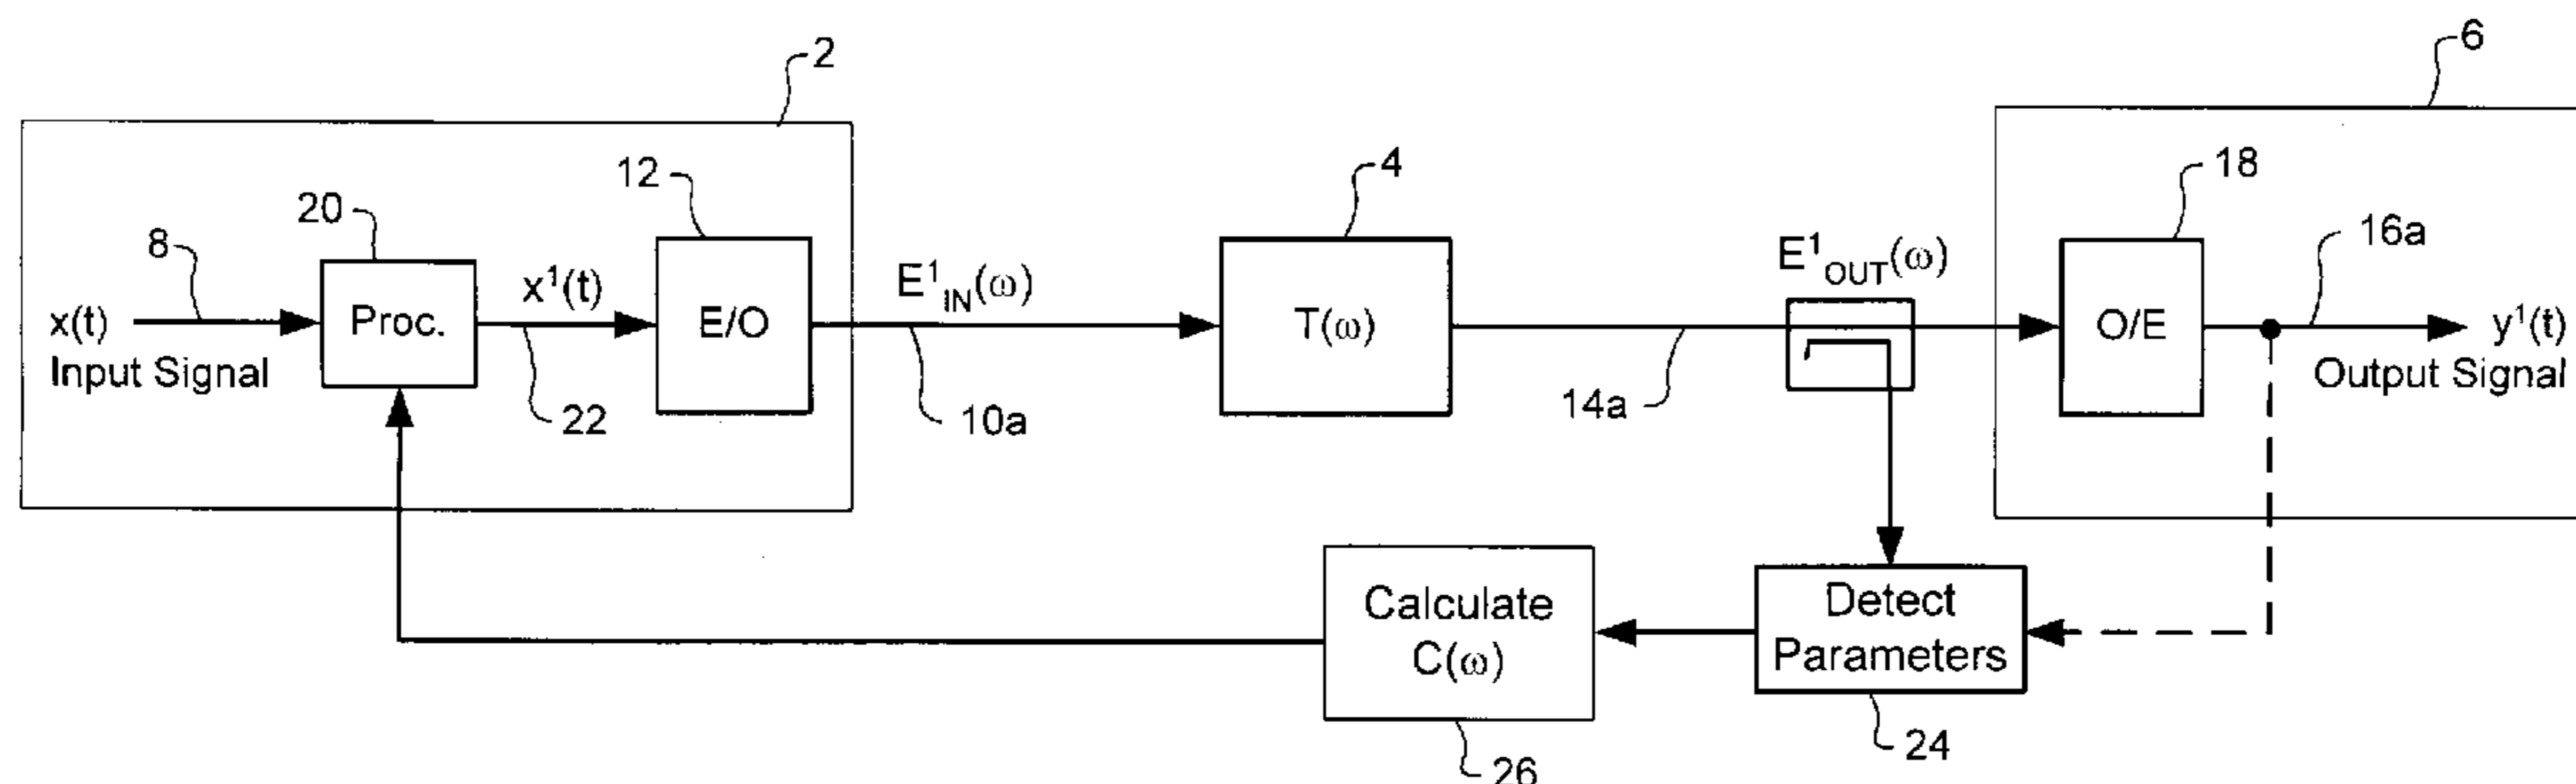 2
6
12
4
18
20
8
16a
E¹OUT(ω)
x¹(t)
E¹IN(ω)
x(t)
Proc.
E/O
T(ω)
O/E
y¹(t)
Input Signal
Output Signal
22
10a
14a
Calculate
C(ω)
Detect
Parameters
24
26